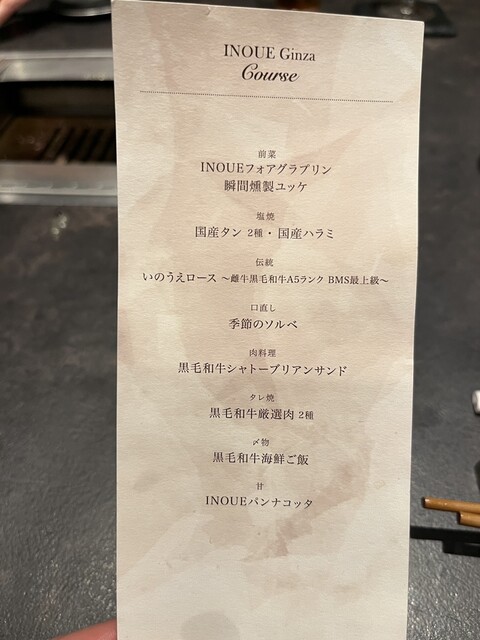 INOUE Ginza
Course
前菜
INOUEフォアグラプリン
瞬間燻製ユッケ
塩焼
国産タン 2種・国産ハラミ
伝統
いのうえロース 〜雌牛黒毛和牛A5ランク BMS最上級〜
口直し
季節のソルベ
肉料理
黒毛和牛シャトーブリアンサンド
タレ焼
黒毛和牛厳選肉 2種
〆物
黒毛和牛海鮮ご飯
甘
INOUEパンナコッタ